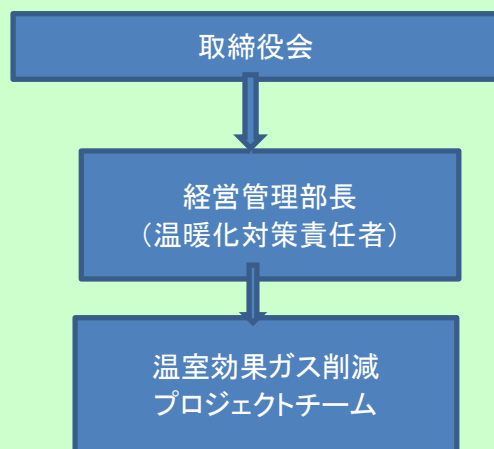 取締役会
経営管理部長
（温暖化対策責任者）
温室効果ガス削減
プロジェクトチーム